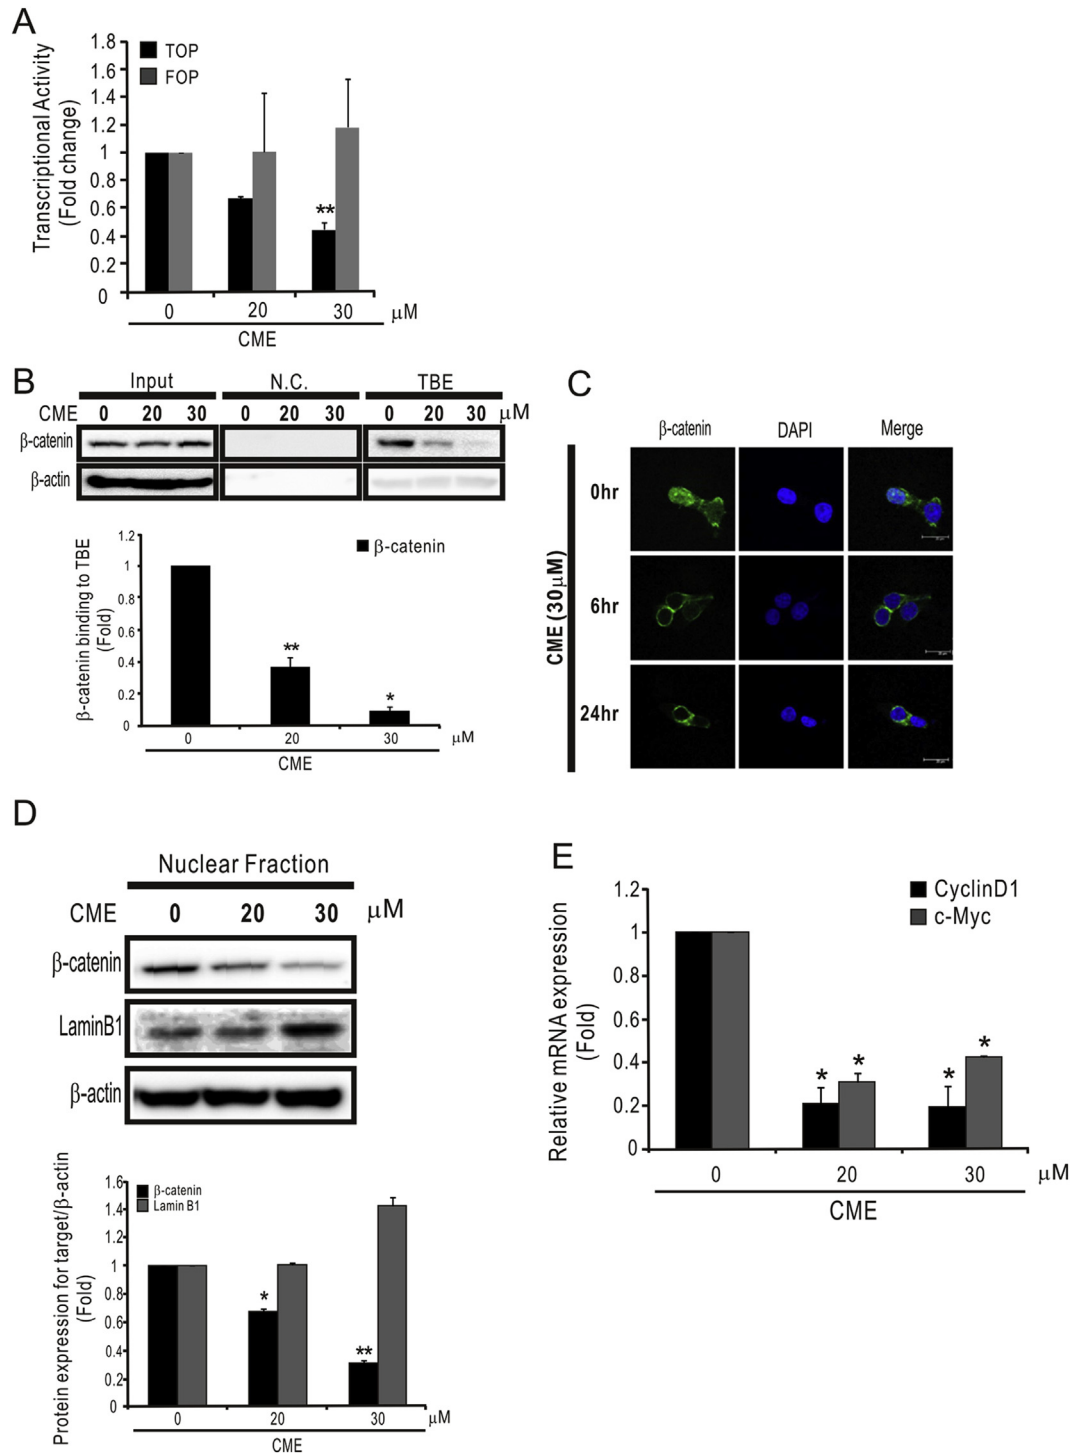 A
1.8
1.6
1.4
1.2
1
0.8
0.6
0.4
0.2
0
Transcriptional Activity
(Fold change)
TOP
FOP
**
0 20 30 μM
CME
B
Input N.C. TBE
CME 0 20 30 0 20 30 0 20 30 μM
β-catenin
β-actin
1.2
1
0.8
0.6
0.4
0.2
0
β-catenin binding to TBE
(Fold)
β-catenin
**
*
0 20 30 μM
CME
C
β-catenin DAPI Merge
CME (30μM)
0hr
6hr
24hr
D
Nuclear Fraction
CME 0 20 30 μM
β-catenin
LaminB1
β-actin
1.6
1.4
1.2
1
0.8
0.6
0.4
0.2
0
Protein expression for target/β-actin
(Fold)
β-catenin
Lamin B1
*
**
0 20 30 μM
CME
E
1.2
1
0.8
0.6
0.4
0.2
0
Relative mRNA expression
(Fold)
CyclinD1
c-Myc
* * * *
0 20 30 μM
CME